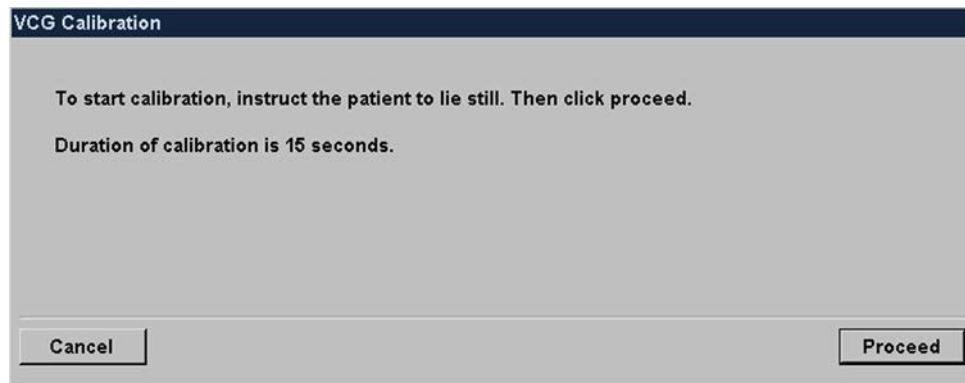 VCG Calibration
To start calibration, instruct the patient to lie still. Then click proceed.
Duration of calibration is 15 seconds.
Cancel
Proceed